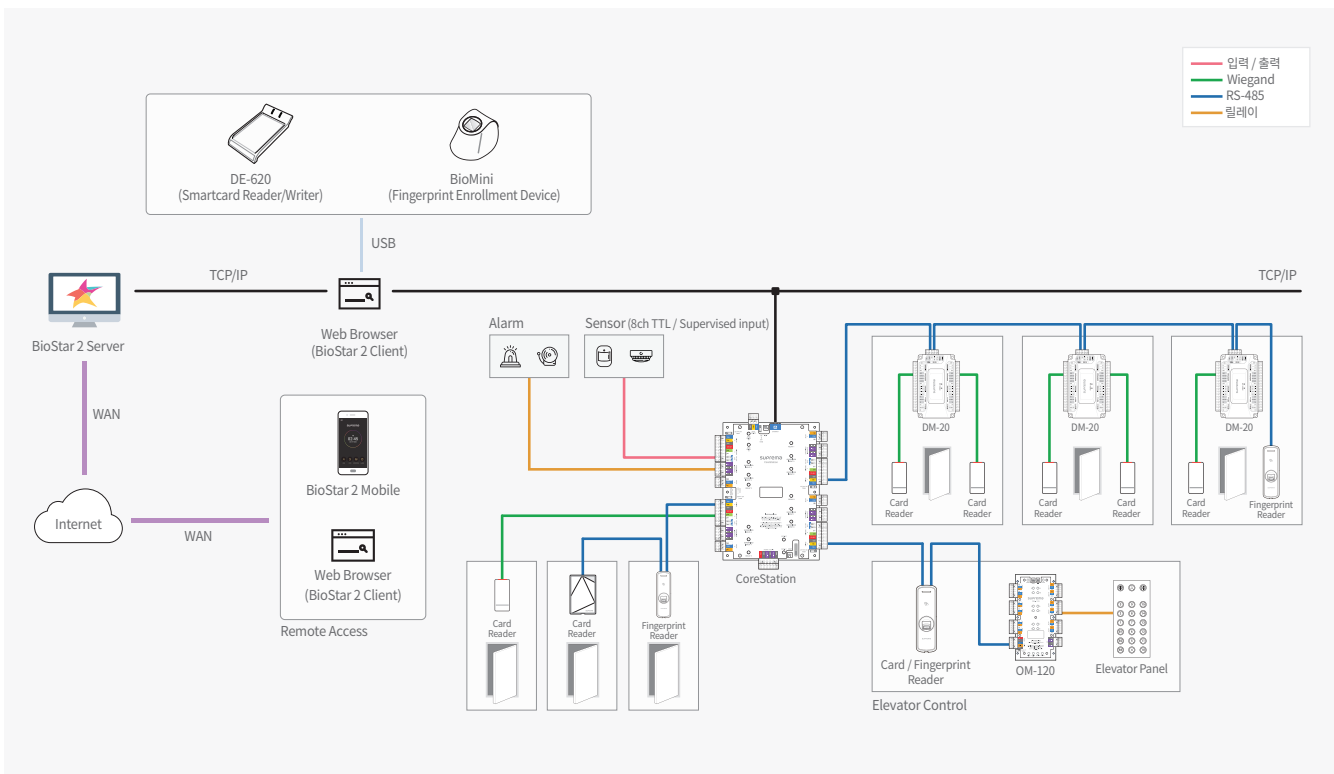 입력 / 출력
Wiegand
RS-485
릴레이
DE-620
(Smartcard Reader/Writer)
BioMini
(Fingerprint Enrollment Device)
USB
TCP/IP
TCP/IP
BioStar 2 Server
Web Browser
(BioStar 2 Client)
Alarm
Sensor (8ch TTL / Supervised input)
WAN
Internet
WAN
BioStar 2 Mobile
Web Browser
(BioStar 2 Client)
Remote Access
suprema
CoreStation
DM-20
Card
Reader
Card
Reader
DM-20
Card
Reader
Card
Reader
DM-20
Card
Reader
Fingerprint
Reader
Card
Reader
Card
Reader
Fingerprint
Reader
Card / Fingerprint
Reader
OM-120
Elevator Panel
Elevator Control